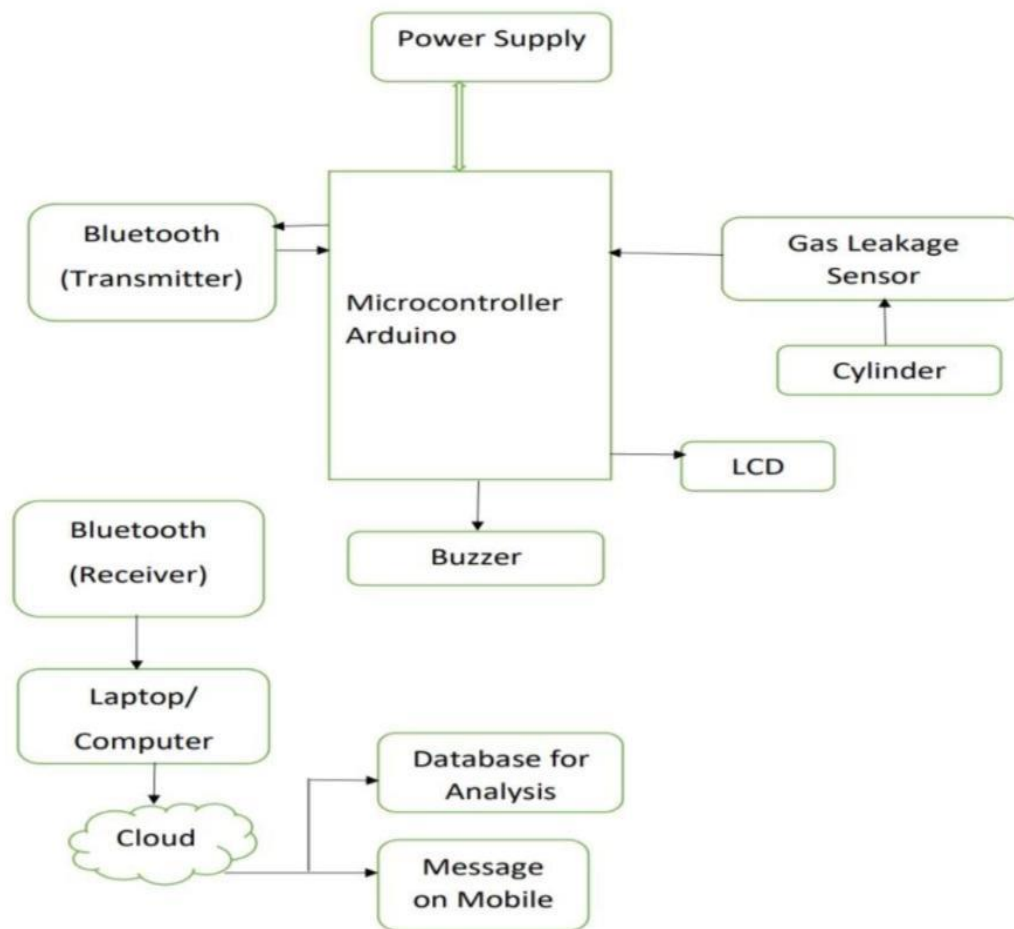 Power Supply
Bluetooth
(Transmitter)
Microcontroller
Arduino
Gas Leakage
Sensor
Cylinder
LCD
Buzzer
Bluetooth
(Receiver)
Laptop/
Computer
Cloud
Database for
Analysis
Message
on Mobile